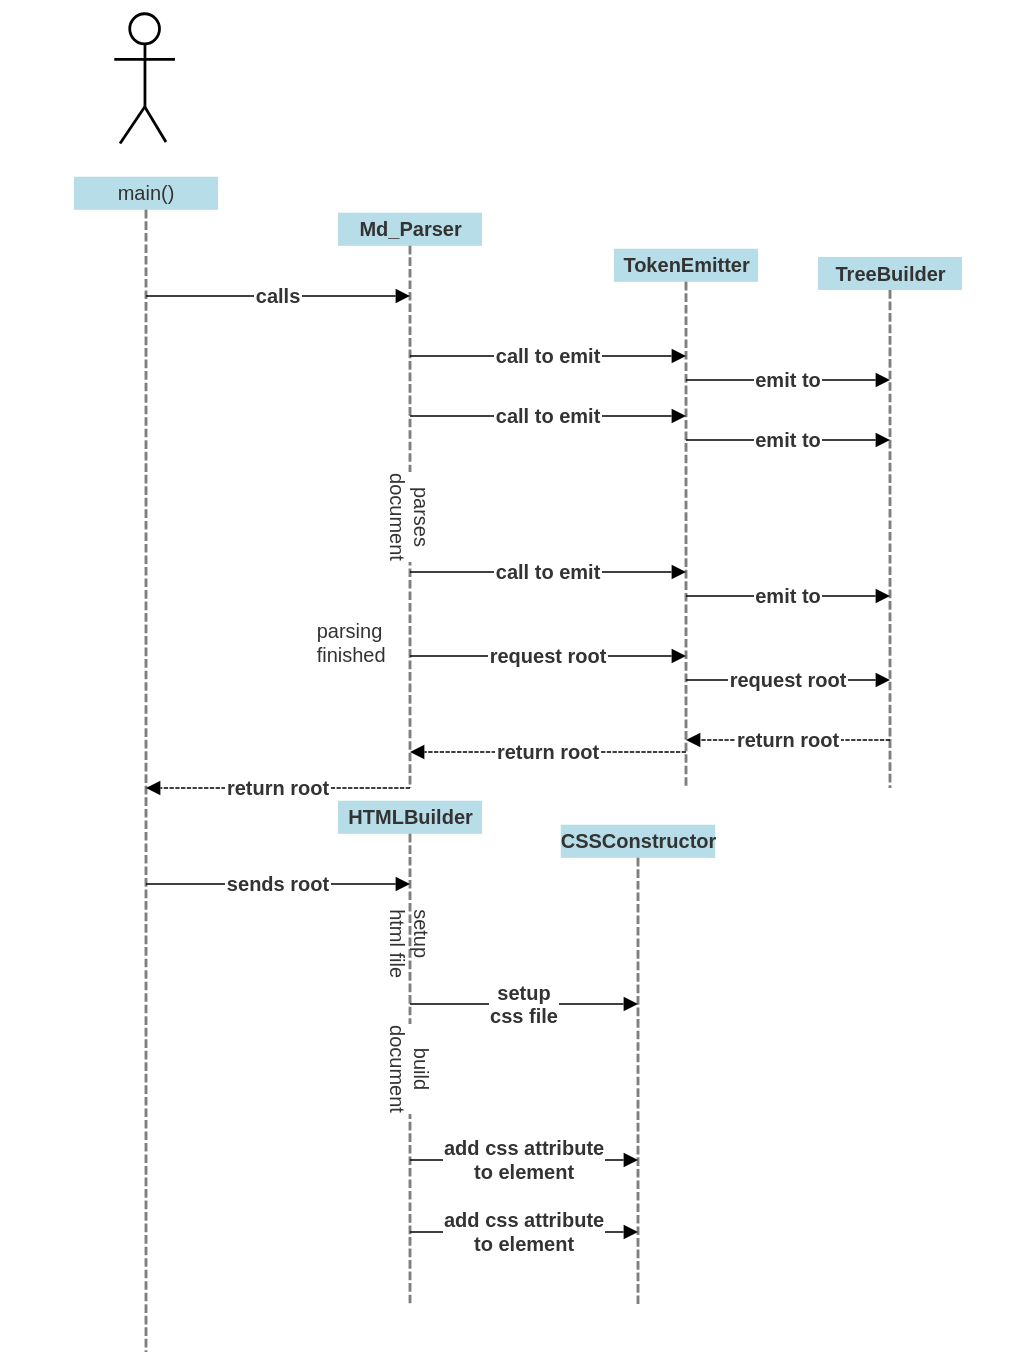 main()
Md_Parser
TokenEmitter
TreeBuilder
calls
call to emit
emit to
call to emit
emit to
parses
document
call to emit
emit to
parsing
finished
request root
request root
return root
return root
return root
HTMLBuilder
CSSConstructor
sends root
setup
html file
setup
css file
build
document
add css attribute
to element
add css attribute
to element